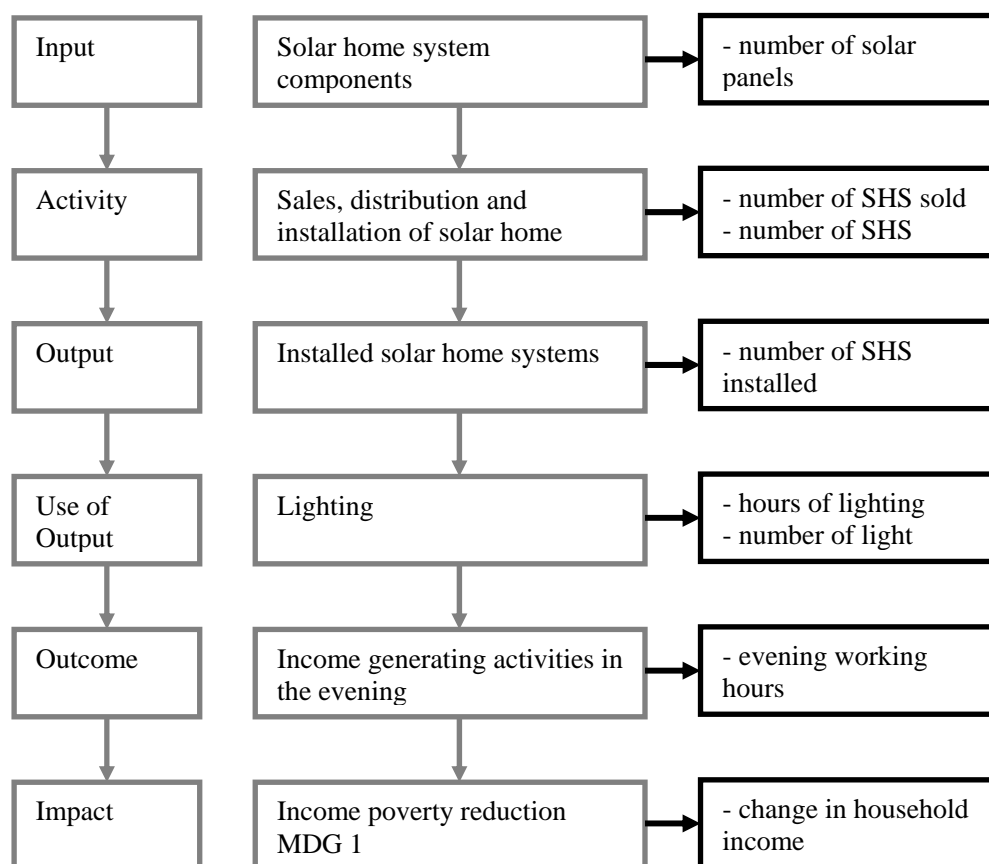 Input
Solar home system
components
- number of solar
panels
Activity
Sales, distribution and
installation of solar home
- number of SHS sold
- number of SHS
Output
Installed solar home systems
- number of SHS
installed
Use of
Output
Lighting
- hours of lighting
- number of light
Outcome
Income generating activities in
the evening
- evening working
hours
Impact
Income poverty reduction
MDG 1
- change in household
income